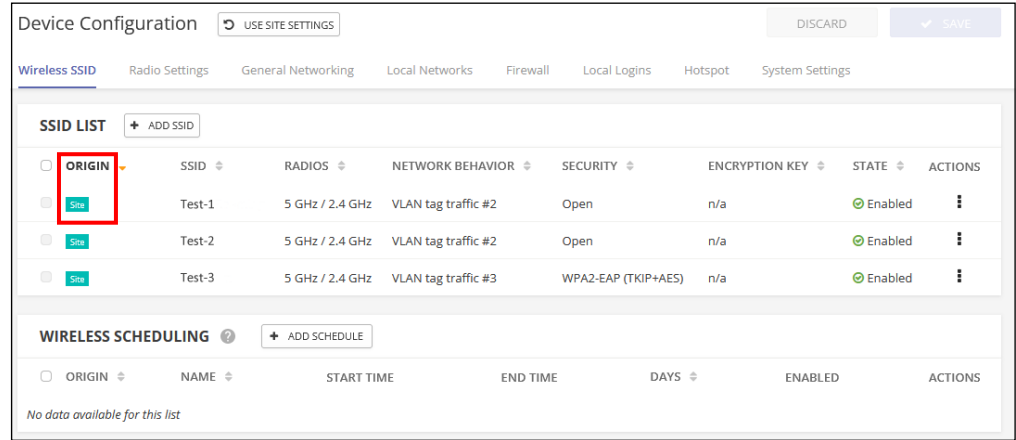 Device Configuration USE SITE SETTINGS DISCARD SAVE
Wireless SSID Radio Settings General Networking Local Networks Firewall Local Logins Hotspot System Settings
SSID LIST + ADD SSID
ORIGIN SSID RADIOS NETWORK BEHAVIOR SECURITY ENCRYPTION KEY STATE ACTIONS
Site Test-1 5 GHz / 2.4 GHz VLAN tag traffic #2 Open n/a Enabled
Site Test-2 5 GHz / 2.4 GHz VLAN tag traffic #2 Open n/a Enabled
Site Test-3 5 GHz / 2.4 GHz VLAN tag traffic #3 WPA2-EAP (TKIP+AES) n/a Enabled
WIRELESS SCHEDULING ? + ADD SCHEDULE
ORIGIN NAME START TIME END TIME DAYS ENABLED ACTIONS
No data available for this list